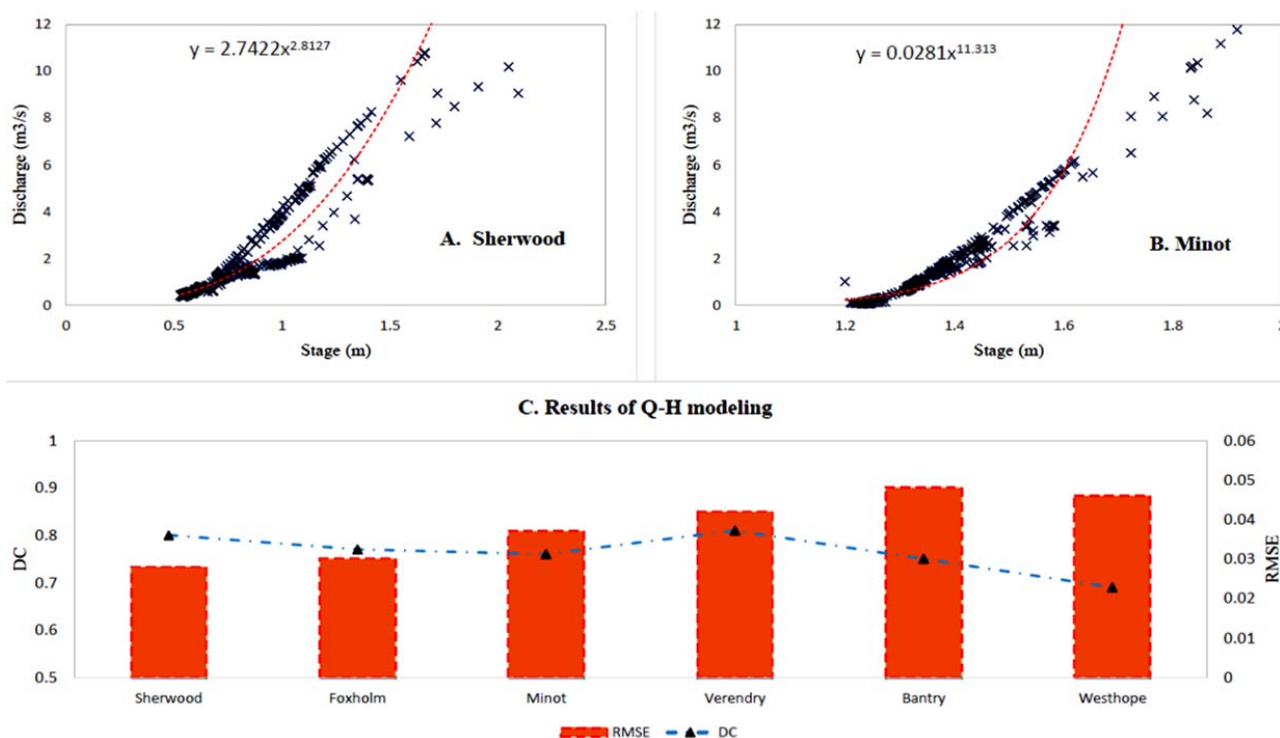 12
10
8
6
4
2
0
Discharge (m3/s)
y = 2.7422x^2.8127
A. Sherwood
0 0.5 1 1.5 2 2.5
Stage (m)
12
10
8
6
4
2
0
Discharge (m3/s)
y = 0.0281x^11.313
B. Minot
1 1.2 1.4 1.6 1.8
Stage (m)
C. Results of Q-H modeling
1
0.9
0.8
0.7
0.6
0.5
DC
0.06
0.05
0.04
0.03
0.02
0.01
0
RMSE
Sherwood Foxholm Minot Verendry Bantry Westhope
RMSE DC